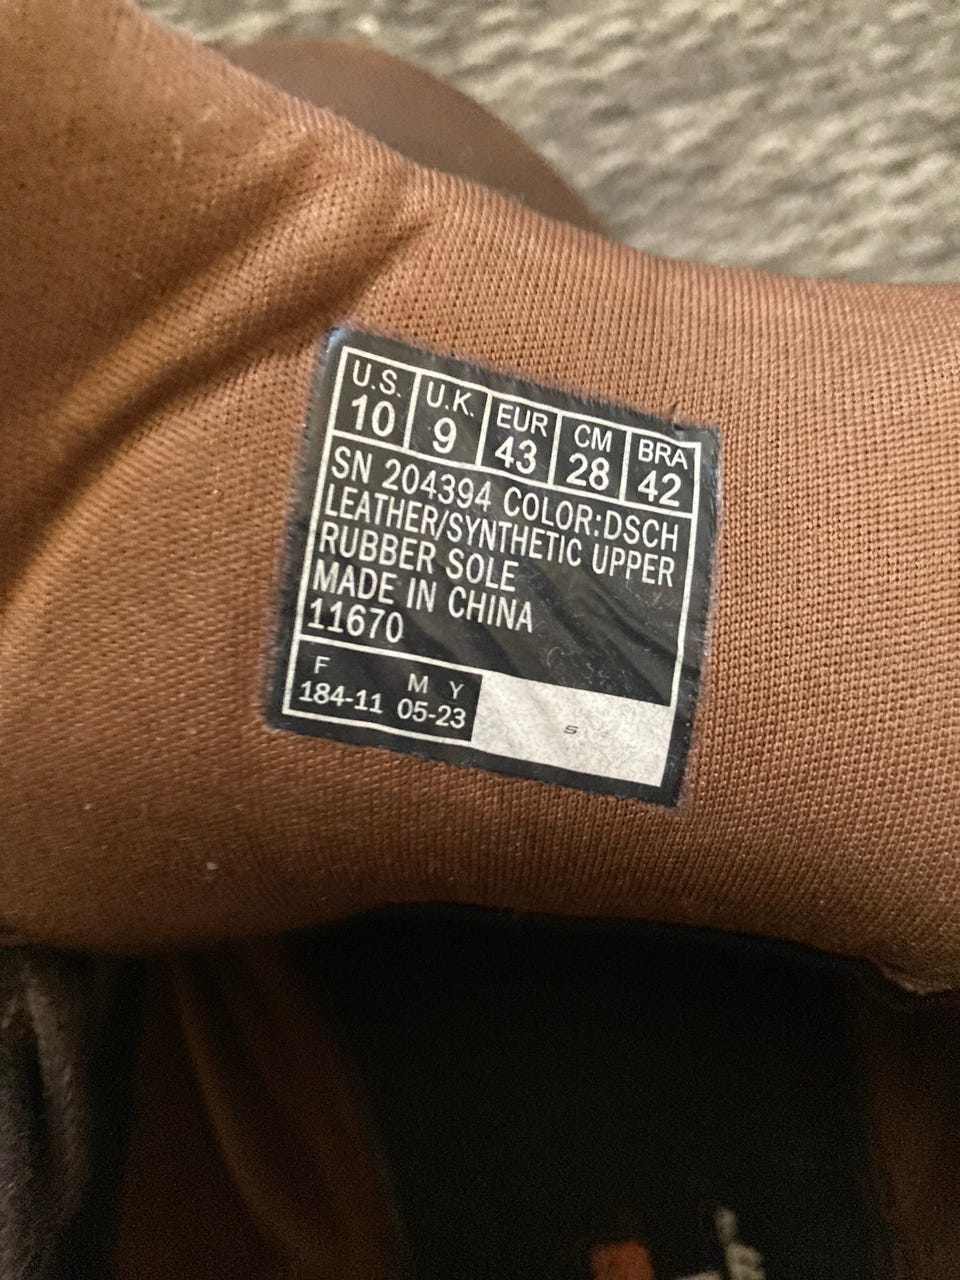 U.S. U.K. EUR CM BRA
10 9 43 28 42
SN 204394 COLOR:DSCH
LEATHER/SYNTHETIC UPPER
RUBBER SOLE
MADE IN CHINA
11670
F M Y
184-11 05-23